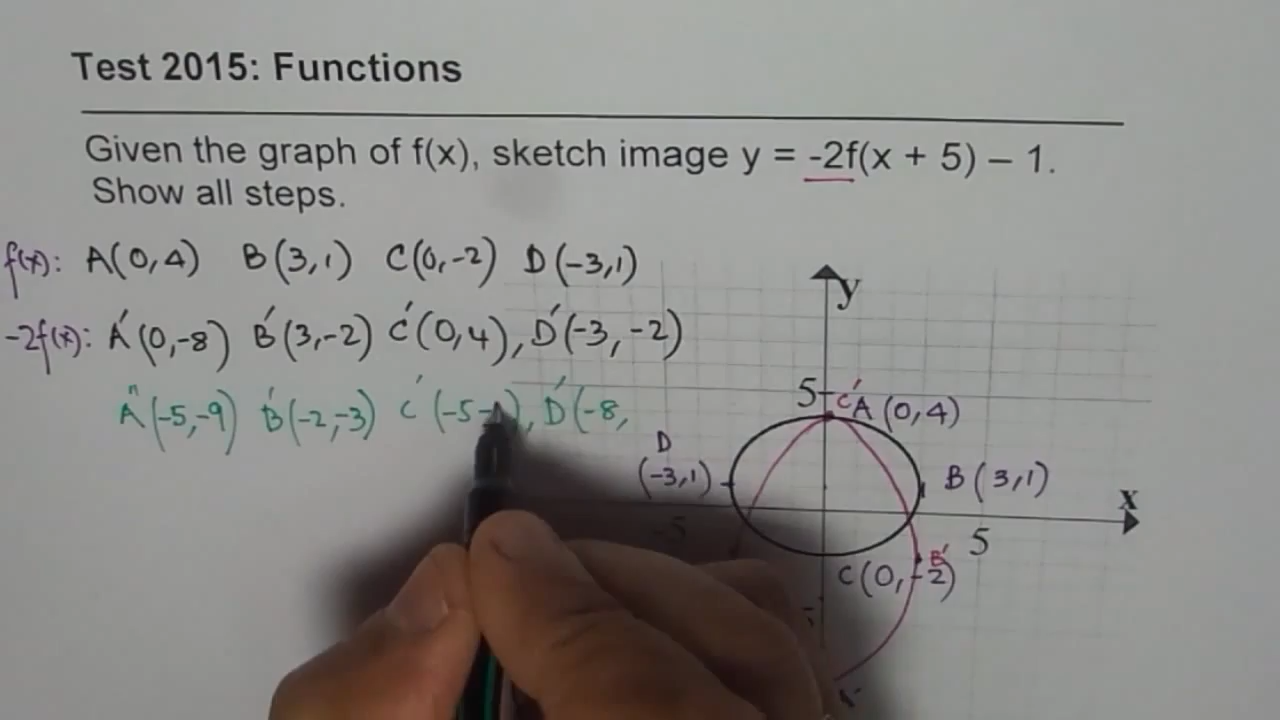 Test 2015: Functions
Given the graph of f(x), sketch image y = -2f(x + 5) – 1.
Show all steps.
f(x): A(0,4) B(3,1) C(0,-2) D(-3,1)
-2f(x): A'(0,-8) B'(3,-2) C'(0,4), D'(-3, -2)
A"(-5,-9) B'(-2,-3) C'(-5 ), D'(-8,
y
5 C' A (0,4)
D
(-3,1)
B (3,1)
x
-5
5
B'
C(0,-2)